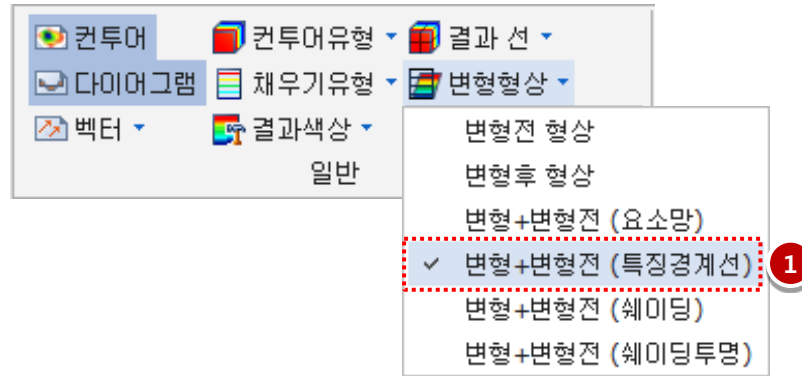 컨투어 컨투어유형 결과 선
다이어그램 채우기유형 변형형상
벡터 결과색상
일반
변형전 형상
변형후 형상
변형+변형전 (요소망)
✓ 변형+변형전 (특징경계선) 1
변형+변형전 (쉐이딩)
변형+변형전 (쉐이딩투명)